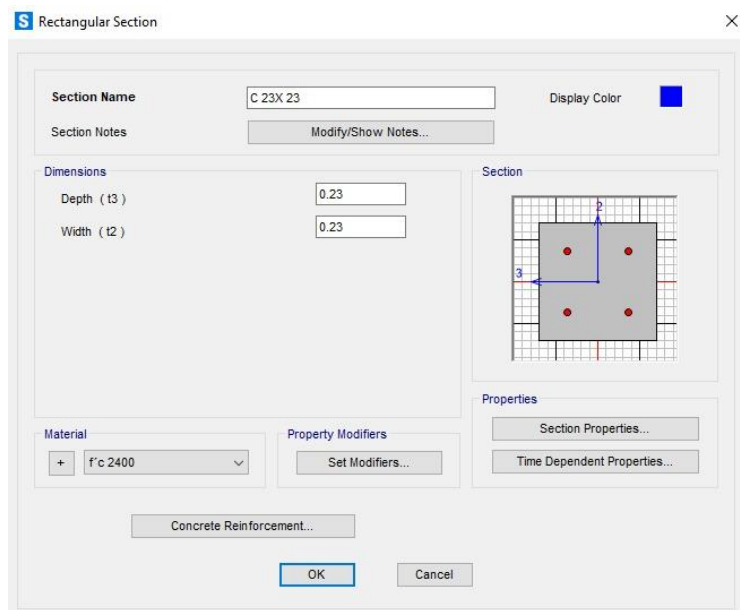 S Rectangular Section
Section Name
C 23X 23
Display Color
Section Notes
Modify/Show Notes...
Dimensions
Depth ( t3 )
0.23
Width ( t2 )
0.23
Section
2
3
Properties
Section Properties...
Time Dependent Properties...
Material
+
f´c 2400
Property Modifiers
Set Modifiers...
Concrete Reinforcement...
OK
Cancel